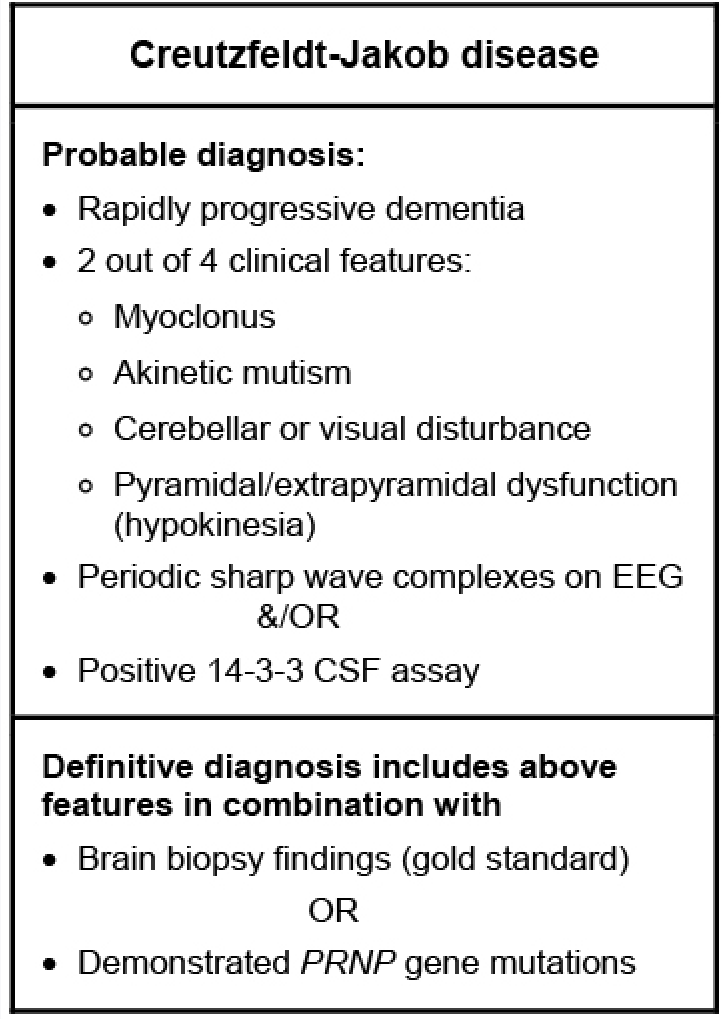 Creutzfeldt-Jakob disease
Probable diagnosis:
• Rapidly progressive dementia
• 2 out of 4 clinical features:
o Myoclonus
o Akinetic mutism
o Cerebellar or visual disturbance
o Pyramidal/extrapyramidal dysfunction
(hypokinesia)
• Periodic sharp wave complexes on EEG
&/OR
• Positive 14-3-3 CSF assay
Definitive diagnosis includes above
features in combination with
• Brain biopsy findings (gold standard)
OR
• Demonstrated PRNP gene mutations